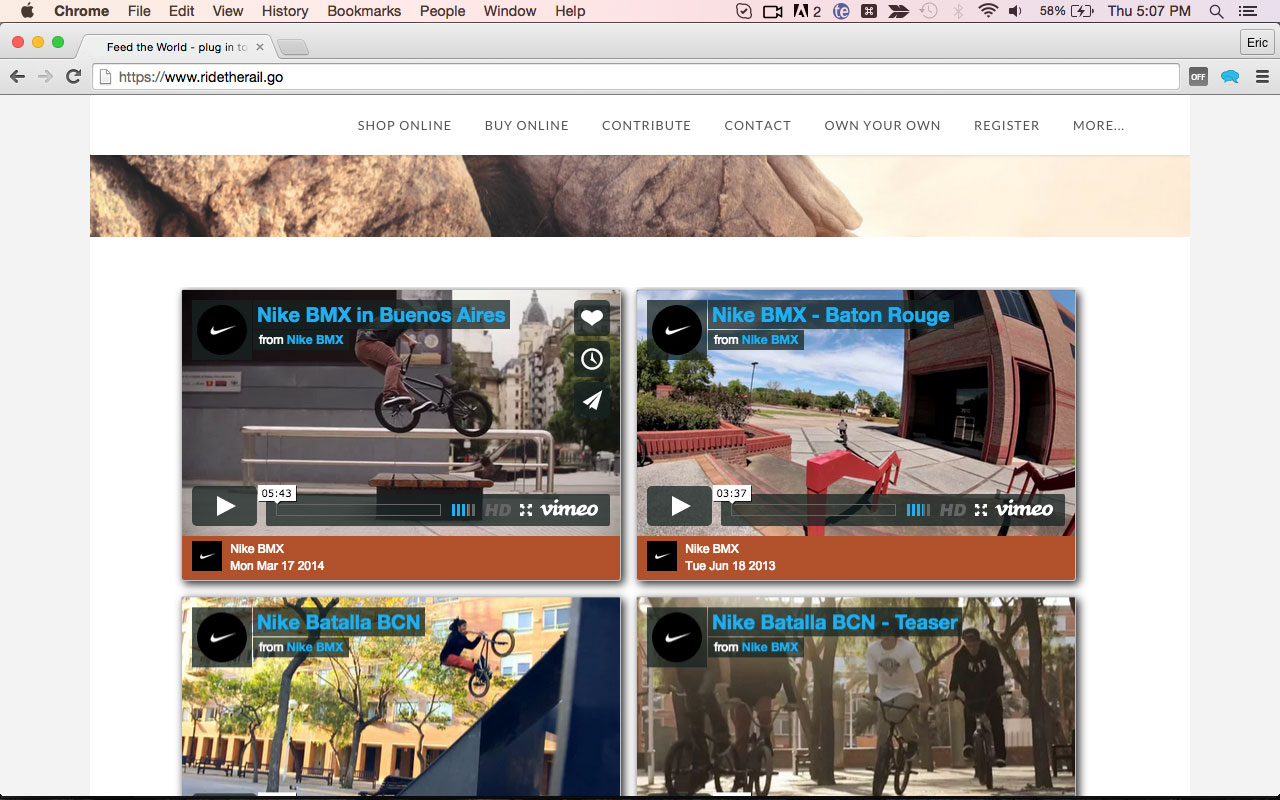 Chrome File Edit View History Bookmarks People Window Help 2 58% Thu 5:07 PM
Feed the World - plug in to
Eric
https://www.ridetherail.go
OFF
SHOP ONLINE BUY ONLINE CONTRIBUTE CONTACT OWN YOUR OWN REGISTER MORE...
Nike BMX in Buenos Aires
from Nike BMX
05:43
HD vimeo
Nike BMX
Mon Mar 17 2014
Nike BMX - Baton Rouge
from Nike BMX
03:37
HD vimeo
Nike BMX
Tue Jun 18 2013
Nike Batalla BCN
from Nike BMX
Nike Batalla BCN - Teaser
from Nike BMX